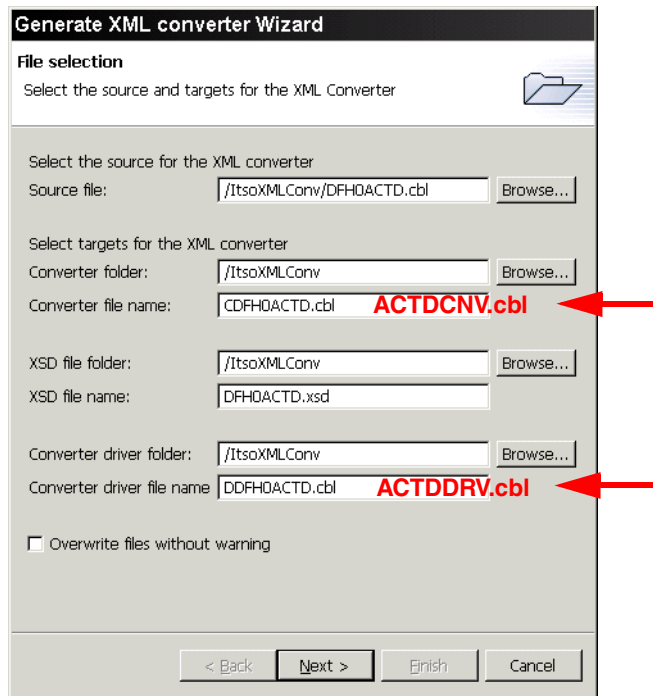 Generate XML converter Wizard
File selection
Select the source and targets for the XML Converter
Select the source for the XML converter
Source file: /ItsoXMLConv/DFH0ACTD.cbl Browse...
Select targets for the XML converter
Converter folder: /ItsoXMLConv Browse...
Converter file name: CDFH0ACTD.cbl ACTDCNV.cbl
XSD file folder: /ItsoXMLConv Browse...
XSD file name: DFH0ACTD.xsd
Converter driver folder: /ItsoXMLConv Browse...
Converter driver file name DDFH0ACTD.cbl ACTDDRV.cbl
Overwrite files without warning
< Back Next > Finish Cancel